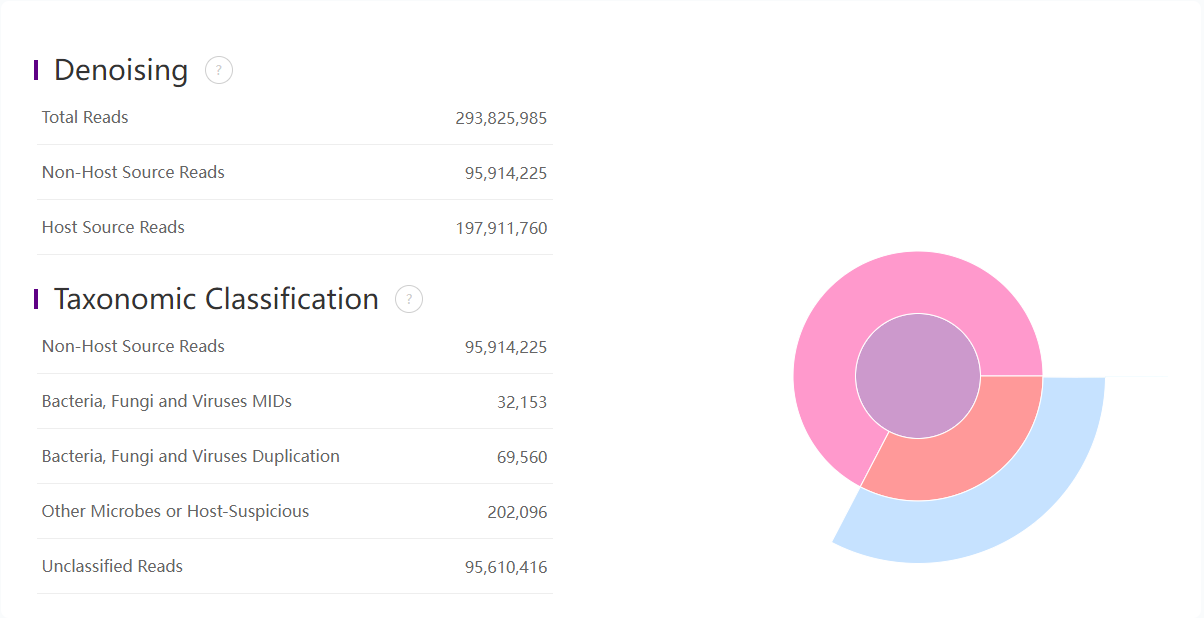 Denoising ?
Total Reads 293,825,985
Non-Host Source Reads 95,914,225
Host Source Reads 197,911,760
Taxonomic Classification ?
Non-Host Source Reads 95,914,225
Bacteria, Fungi and Viruses MIDs 32,153
Bacteria, Fungi and Viruses Duplication 69,560
Other Microbes or Host-Suspicious 202,096
Unclassified Reads 95,610,416